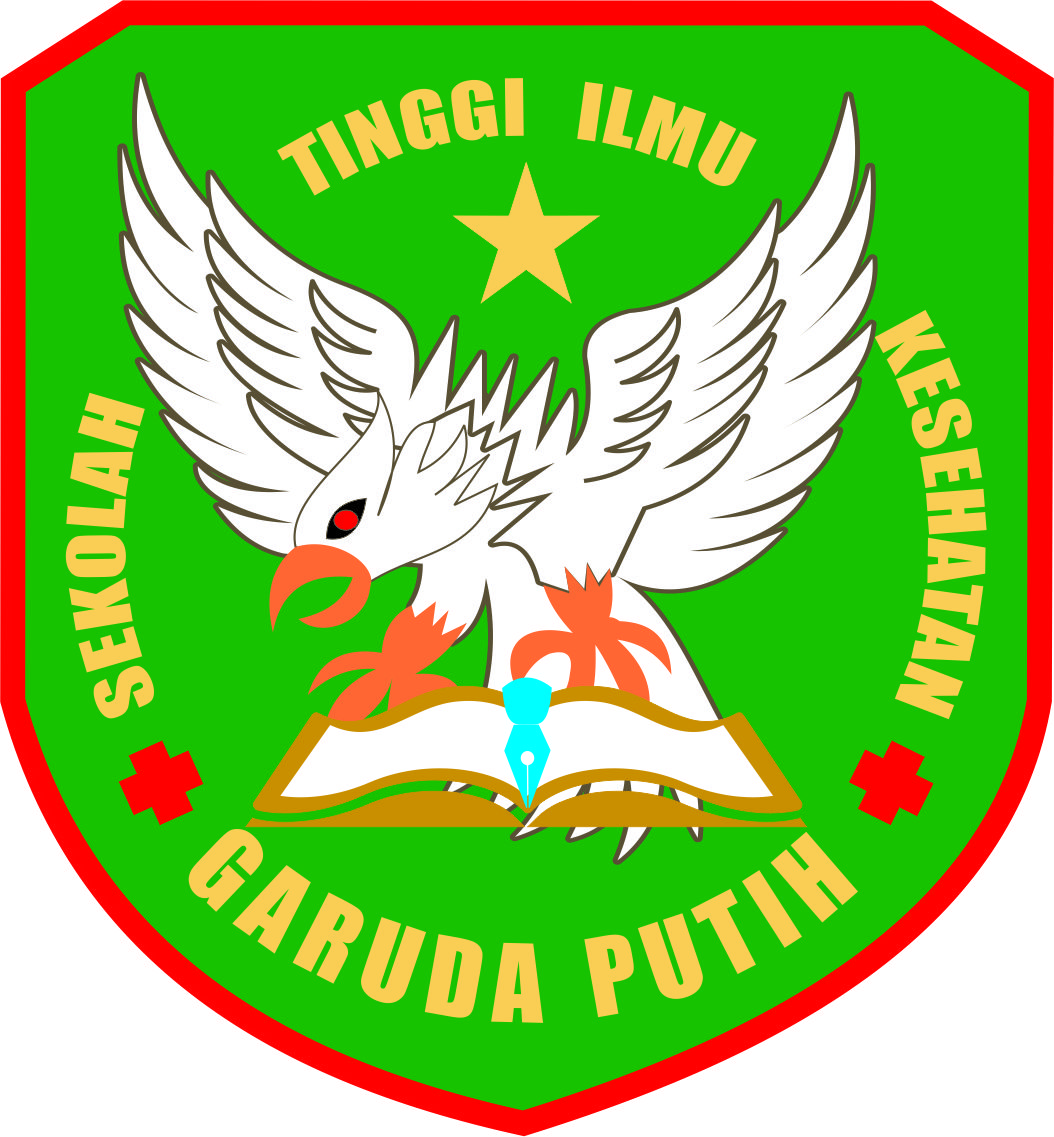 SEKOLAH
TINGGI ILMU
KESEHATAN
GARUDA PUTIH